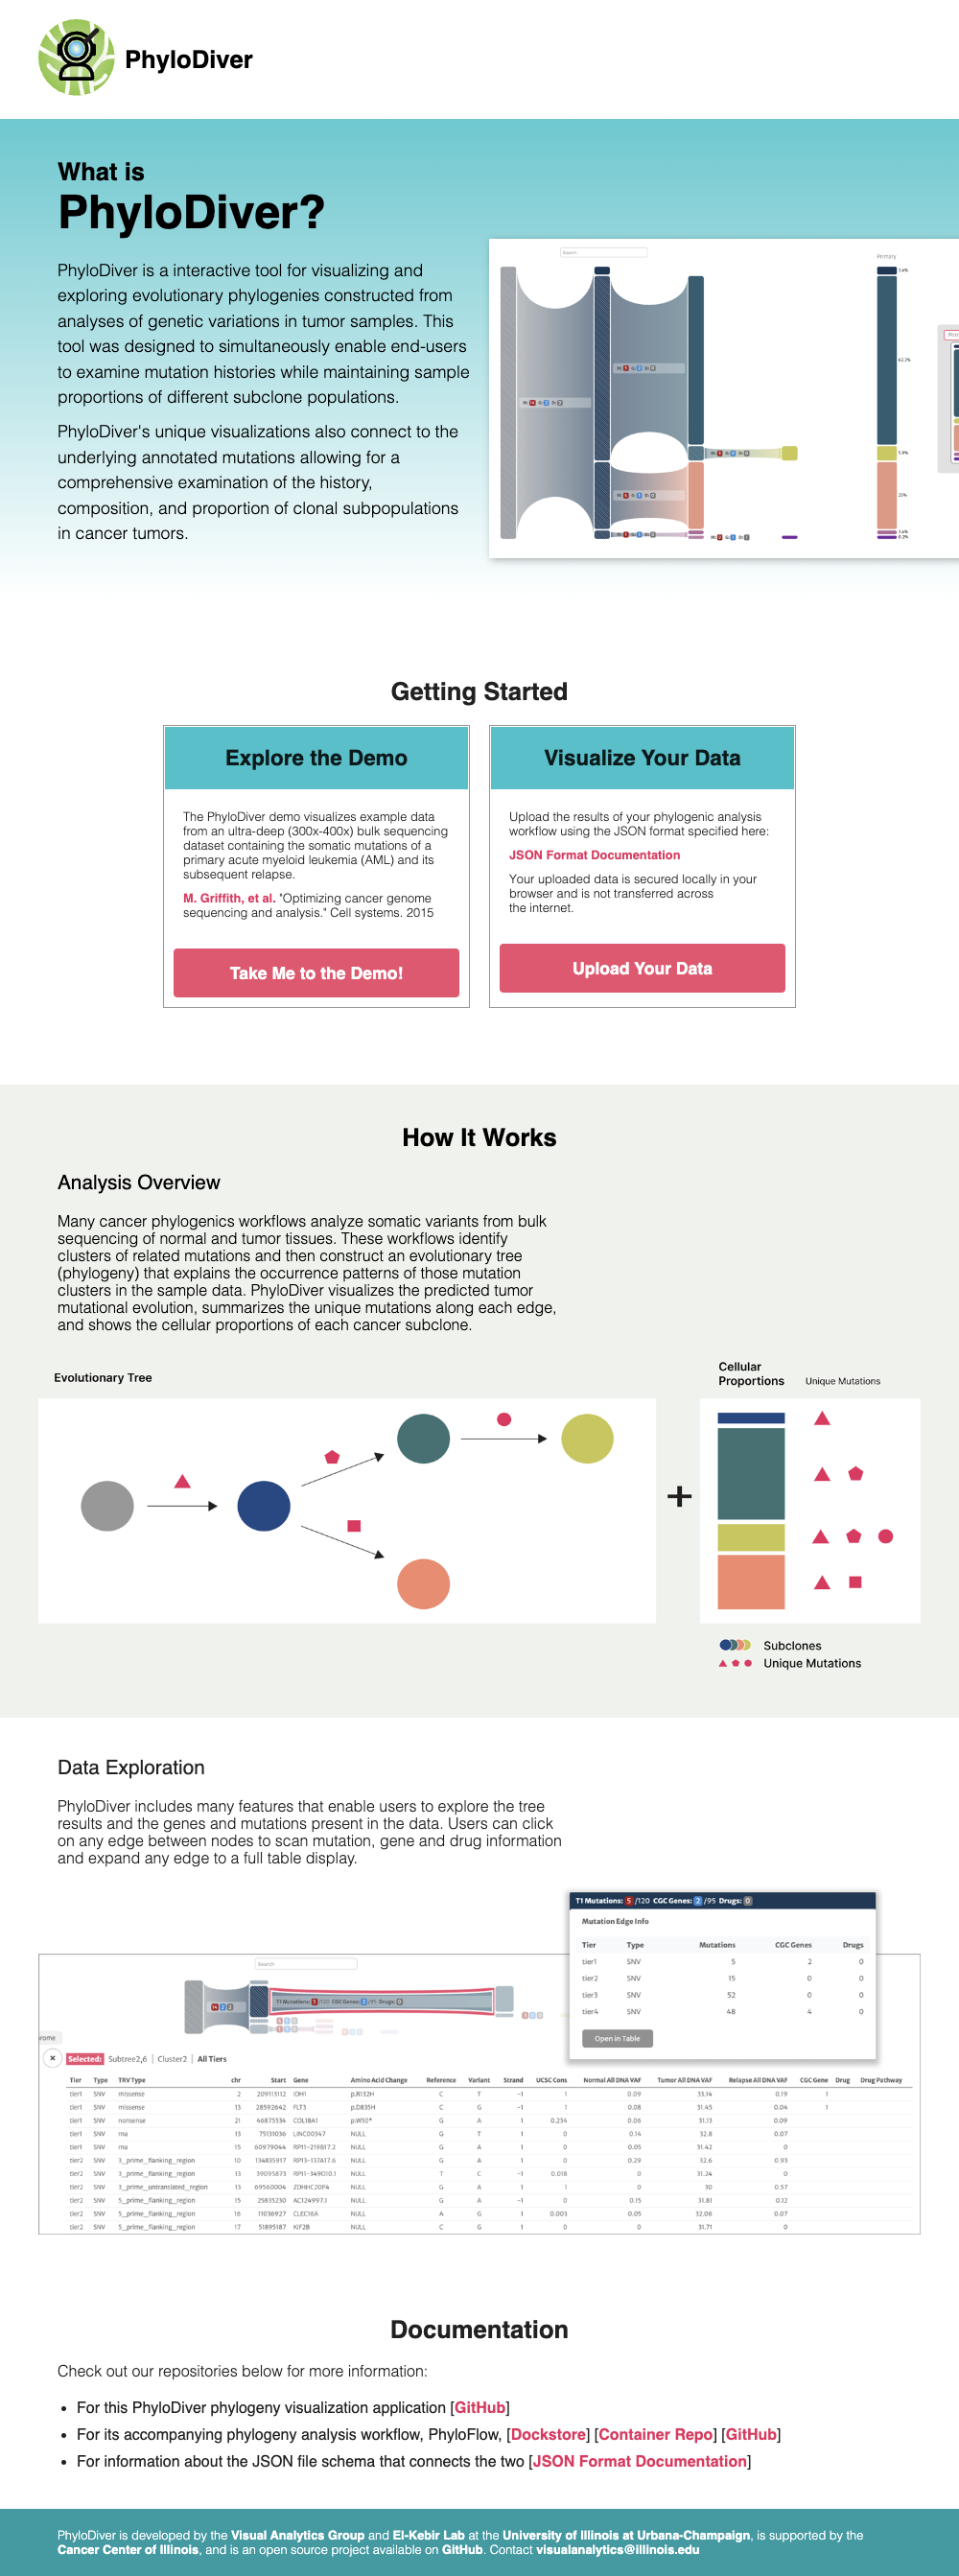 PhyloDiver
What is
PhyloDiver?
PhyloDiver is a interactive tool for visualizing and
exploring evolutionary phylogenies constructed from
analyses of genetic variations in tumor samples. This
tool was designed to simultaneously enable end-users
to examine mutation histories while maintaining sample
proportions of different subclone populations.
PhyloDiver's unique visualizations also connect to the
underlying annotated mutations allowing for a
comprehensive examination of the history,
composition, and proportion of clonal subpopulations
in cancer tumors.
Search
Primary
Getting Started
Explore the Demo
The PhyloDiver demo visualizes example data
from an ultra-deep (300x-400x) bulk sequencing
dataset containing the somatic mutations of a
primary acute myeloid leukemia (AML) and its
subsequent relapse.
M. Griffith, et al. "Optimizing cancer genome
sequencing and analysis." Cell systems. 2015
Take Me to the Demo!
Visualize Your Data
Upload the results of your phylogenic analysis
workflow using the JSON format specified here:
JSON Format Documentation
Your uploaded data is secured locally in your
browser and is not transferred across
the internet.
Upload Your Data
How It Works
Analysis Overview
Many cancer phylogenics workflows analyze somatic variants from bulk
sequencing of normal and tumor tissues. These workflows identify
clusters of related mutations and then construct an evolutionary tree
(phylogeny) that explains the occurrence patterns of those mutation
clusters in the sample data. PhyloDiver visualizes the predicted tumor
mutational evolution, summarizes the unique mutations along each edge,
and shows the cellular proportions of each cancer subclone.
Evolutionary Tree
Cellular
Proportions Unique Mutations
+
Subclones
Unique Mutations
Data Exploration
PhyloDiver includes many features that enable users to explore the tree
results and the genes and mutations present in the data. Users can click
on any edge between nodes to scan mutation, gene and drug information
and expand any edge to a full table display.
T1 Mutations: 5 /120 CGC Genes: 2 /95 Drugs: 0
Mutation Edge Info
Tier Type Mutations CGC Genes Drugs
tier1 SNV 5 2 0
tier2 SNV 15 0 0
tier3 SNV 52 0 0
tier4 SNV 48 4 0
Open in Table
Search
T1 Mutations: 5 /120 CGC Genes: 2 /95 Drugs: 0
rome
× Selected: Subtree2,6 | Cluster2 | All Tiers
Tier Type TRV Type chr Start Gene Amino Acid Change Reference Variant Strand UCSC Cons Normal All DNA VAF Tumor All DNA VAF Relapse All DNA VAF CGC Gene Drug Drug Pathway
tier1 SNV missense 2 209113112 IDH1 p.R132H C T -1 1 0.09 33.14 0.19 1
tier1 SNV missense 13 28592642 FLT3 p.D835H C G -1 1 0.08 31.45 0.04 1
tier1 SNV nonsense 21 46875534 COL18A1 p.W30* G A 1 0.234 0.06 31.13 0.09
tier1 SNV rna 13 75131036 LINC00347 NULL G T 1 0 0.14 32.8 0.07
tier1 SNV rna 15 60979044 RP11-219B17.2 NULL G A 1 0 0.05 31.42 0
tier2 SNV 3_prime_flanking_region 10 134835917 RP13-137A17.6 NULL G A 1 0 0.29 32.6 0.93
tier2 SNV 3_prime_flanking_region 13 39095873 RP11-349O10.1 NULL T C -1 0.018 0 31.24 0
tier2 SNV 3_prime_untranslated_region 13 69560004 ZDHHC20P4 NULL G A 1 1 0 30 0.57
tier2 SNV 5_prime_flanking_region 15 25835230 AC124997.1 NULL G A -1 0 0.15 31.81 0.12
tier2 SNV 5_prime_flanking_region 16 11036927 CLEC16A NULL A G 1 0.003 0.05 32.06 0.07
tier2 SNV 5_prime_flanking_region 17 51895187 KIF2B NULL C G 1 0 0 31.71 0
Documentation
Check out our repositories below for more information:
• For this PhyloDiver phylogeny visualization application [GitHub]
• For its accompanying phylogeny analysis workflow, PhyloFlow, [Dockstore] [Container Repo] [GitHub]
• For information about the JSON file schema that connects the two [JSON Format Documentation]
PhyloDiver is developed by the Visual Analytics Group and El-Kebir Lab at the University of Illinois at Urbana-Champaign, is supported by the
Cancer Center of Illinois, and is an open source project available on GitHub. Contact visualanalytics@illinois.edu